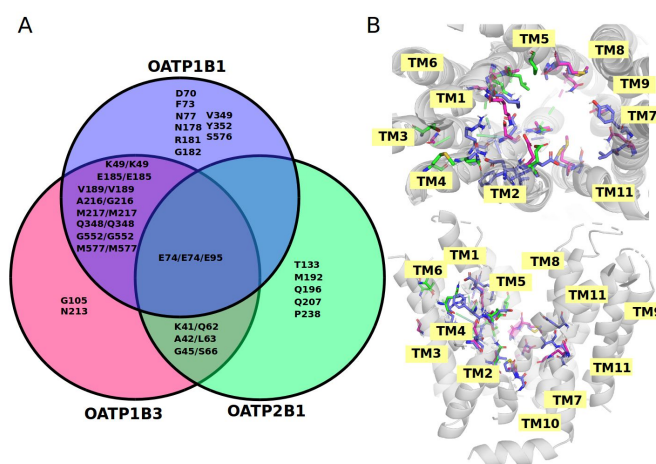 A
OATP1B1
D70
F73
N77
N178
R181
G182
V349
Y352
S576
K49/K49
E185/E185
V189/V189
A216/G216
M217/M217
Q348/Q348
G552/G552
M577/M577
E74/E74/E95
T133
M192
Q196
Q207
P238
G105
N213
K41/Q62
A42/L63
G45/S66
OATP1B3
OATP2B1
B
TM5
TM8
TM6
TM9
TM1
TM7
TM3
TM4
TM2
TM11
TM1
TM8
TM6
TM5
TM11
TM9
TM4
TM3
TM11
TM2
TM7
TM10